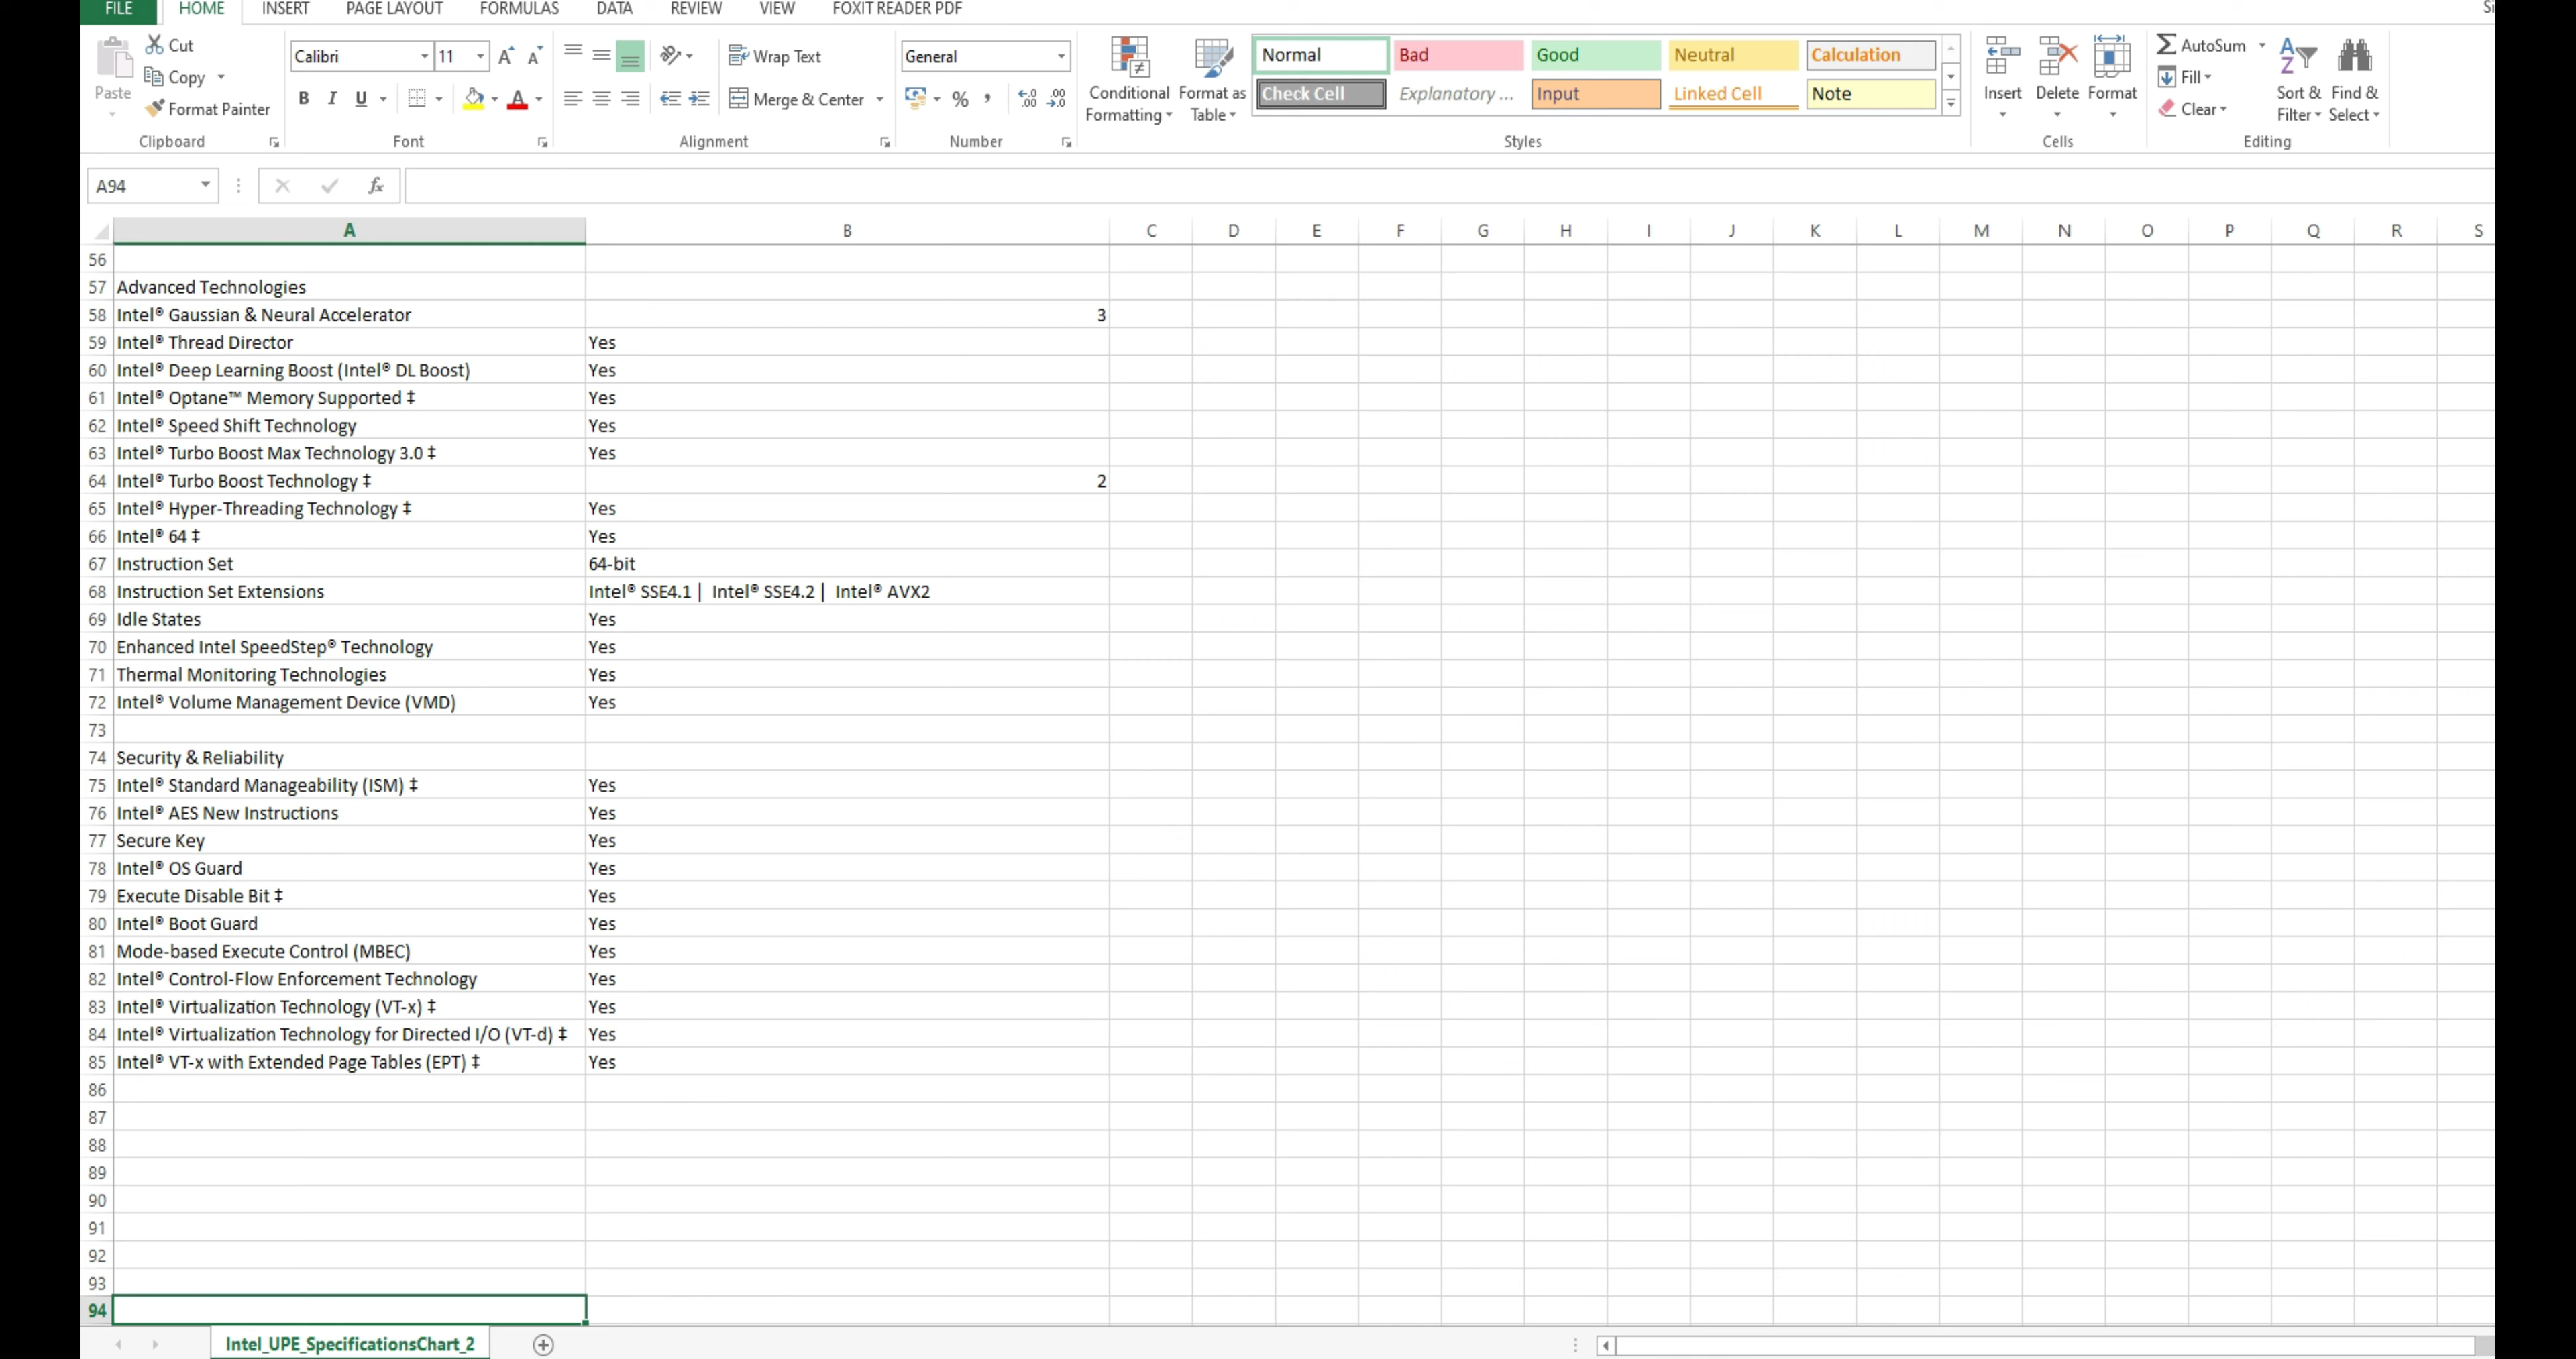 FILE HOME INSERT PAGE LAYOUT FORMULAS DATA REVIEW VIEW FOXIT READER PDF
Paste
Cut
Copy
Format Painter
Clipboard
Calibri 11
B I U
Font
Wrap Text
Merge & Center
Alignment
General
%
Number
Conditional Formatting
Format as Table
Normal Bad Good Neutral Calculation
Check Cell Explanatory ... Input Linked Cell Note
Styles
Insert Delete Format
Cells
AutoSum
Fill
Clear
Sort & Filter
Find & Select
Editing
A94
fx
A B C D E F G H I J K L M N O P Q R S
56
57 Advanced Technologies
58 Intel® Gaussian & Neural Accelerator 3
59 Intel® Thread Director Yes
60 Intel® Deep Learning Boost (Intel® DL Boost) Yes
61 Intel® Optane™ Memory Supported ‡ Yes
62 Intel® Speed Shift Technology Yes
63 Intel® Turbo Boost Max Technology 3.0 ‡ Yes
64 Intel® Turbo Boost Technology ‡ 2
65 Intel® Hyper-Threading Technology ‡ Yes
66 Intel® 64 ‡ Yes
67 Instruction Set 64-bit
68 Instruction Set Extensions Intel® SSE4.1 | Intel® SSE4.2 | Intel® AVX2
69 Idle States Yes
70 Enhanced Intel SpeedStep® Technology Yes
71 Thermal Monitoring Technologies Yes
72 Intel® Volume Management Device (VMD) Yes
73
74 Security & Reliability
75 Intel® Standard Manageability (ISM) ‡ Yes
76 Intel® AES New Instructions Yes
77 Secure Key Yes
78 Intel® OS Guard Yes
79 Execute Disable Bit ‡ Yes
80 Intel® Boot Guard Yes
81 Mode-based Execute Control (MBEC) Yes
82 Intel® Control-Flow Enforcement Technology Yes
83 Intel® Virtualization Technology (VT-x) ‡ Yes
84 Intel® Virtualization Technology for Directed I/O (VT-d) ‡ Yes
85 Intel® VT-x with Extended Page Tables (EPT) ‡ Yes
86
87
88
89
90
91
92
93
94
Intel_UPE_SpecificationsChart_2